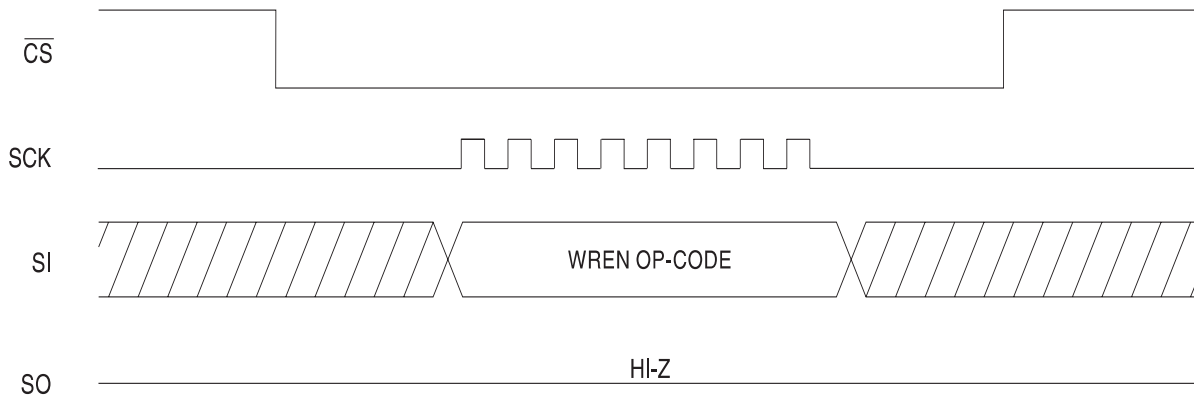 CS
SCK
SI
WREN OP-CODE
SO
HI-Z